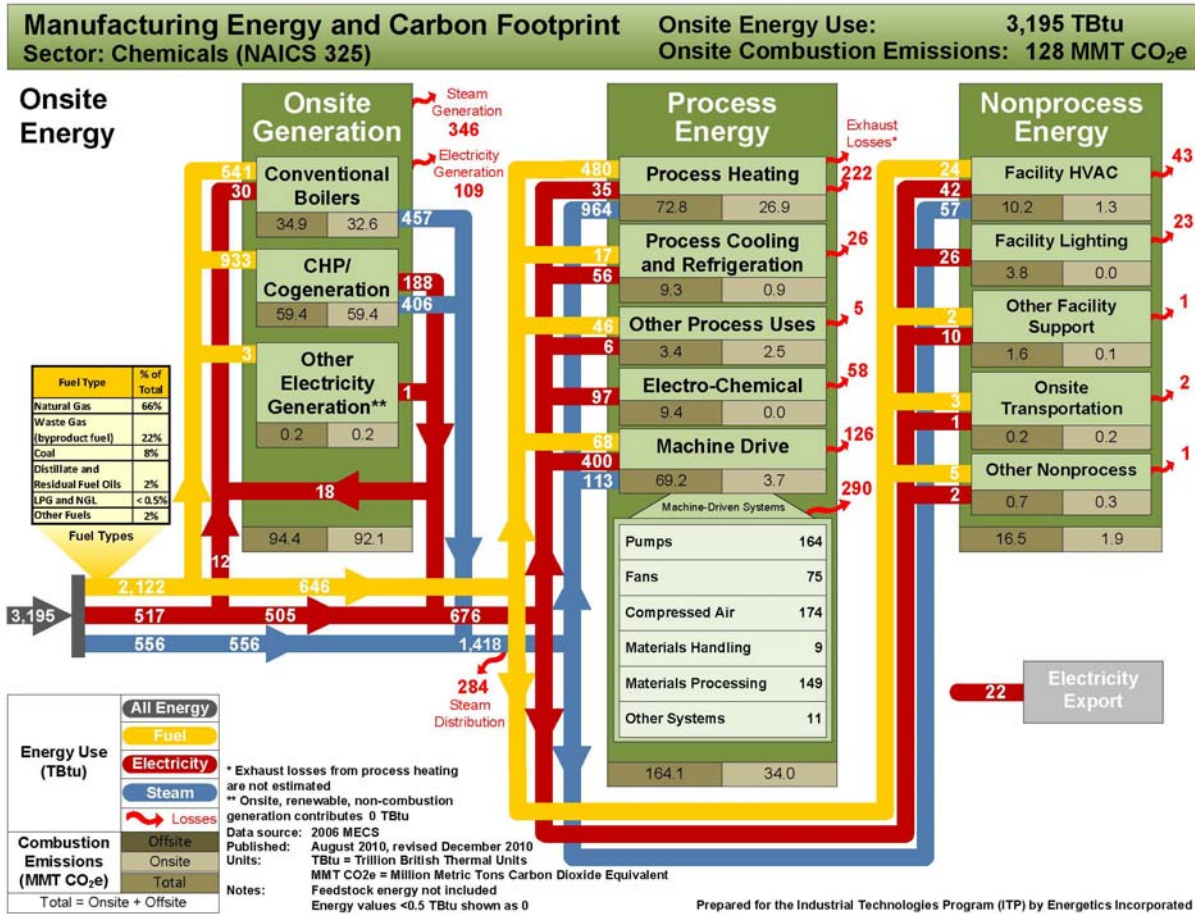 Manufacturing Energy and Carbon Footprint
Sector: Chemicals (NAICS 325)
Onsite Energy Use: 3,195 TBtu
Onsite Combustion Emissions: 128 MMT CO₂e
Onsite
Energy
Onsite
Generation
Steam
Generation
346
Electricity
Generation
109
541
30
Conventional
Boilers
34.9 32.6
457
933
CHP/
Cogeneration
59.4 59.4
188
406
3
Other
Electricity
Generation**
0.2 0.2
1
18
94.4 92.1
12
Fuel Type % of
Total
Natural Gas 66%
Waste Gas
(byproduct fuel) 22%
Coal 8%
Distillate and
Residual Fuel Oils 2%
LPG and NGL < 0.5%
Other Fuels 2%
Fuel Types
3,195
2,122 646
517 505 676
556 556 1,418
284
Steam
Distribution
Process
Energy
Exhaust
Losses*
222
480
35
964
Process Heating
72.8 26.9
17
56
Process Cooling
and Refrigeration
9.3 0.9
26
46
6
Other Process Uses
3.4 2.5
5
97
Electro-Chemical
9.4 0.0
58
68
400
113
Machine Drive
69.2 3.7
126
Machine-Driven Systems
290
Pumps 164
Fans 75
Compressed Air 174
Materials Handling 9
Materials Processing 149
Other Systems 11
164.1 34.0
Nonprocess
Energy
24
42
57
Facility HVAC
10.2 1.3
43
26
Facility Lighting
3.8 0.0
23
2
10
Other Facility
Support
1.6 0.1
1
3
1
Onsite
Transportation
0.2 0.2
2
5
2
Other Nonprocess
0.7 0.3
1
16.5 1.9
22
Electricity
Export
Energy Use
(TBtu)
All Energy
Fuel
Electricity
Steam
Losses
Combustion
Emissions
(MMT CO₂e)
Offsite
Onsite
Total
Total = Onsite + Offsite
* Exhaust losses from process heating
are not estimated
** Onsite, renewable, non-combustion
generation contributes 0 TBtu
Data source: 2006 MECS
Published: August 2010, revised December 2010
Units: TBtu = Trillion British Thermal Units
MMT CO2e = Million Metric Tons Carbon Dioxide Equivalent
Notes: Feedstock energy not included
Energy values <0.5 TBtu shown as 0
Prepared for the Industrial Technologies Program (ITP) by Energetics Incorporated